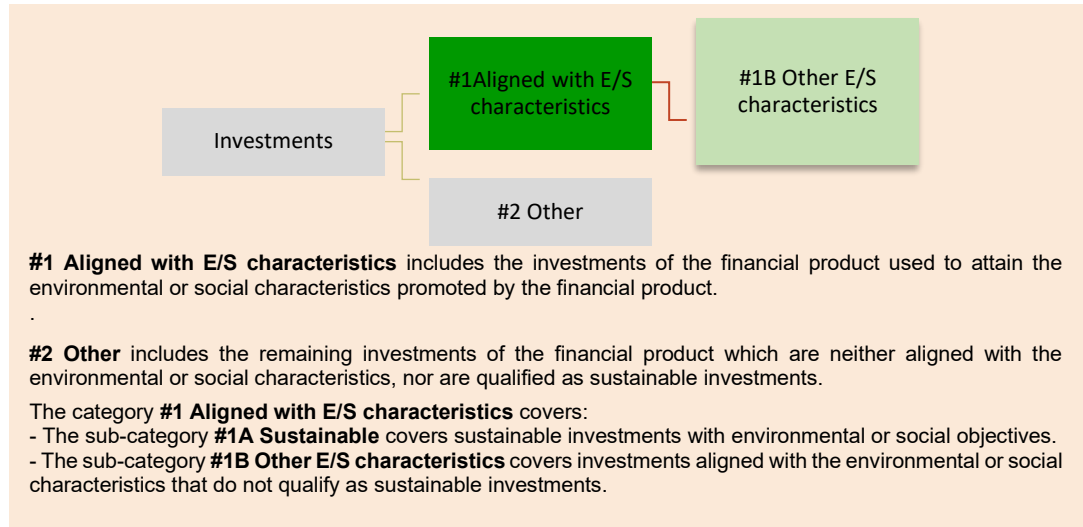 #1Aligned with E/S
characteristics
#1B Other E/S
characteristics
Investments
#2 Other
#1 Aligned with E/S characteristics includes the investments of the financial product used to attain the
environmental or social characteristics promoted by the financial product.
.
#2 Other includes the remaining investments of the financial product which are neither aligned with the
environmental or social characteristics, nor are qualified as sustainable investments.
The category #1 Aligned with E/S characteristics covers:
- The sub-category #1A Sustainable covers sustainable investments with environmental or social objectives.
- The sub-category #1B Other E/S characteristics covers investments aligned with the environmental or social
characteristics that do not qualify as sustainable investments.